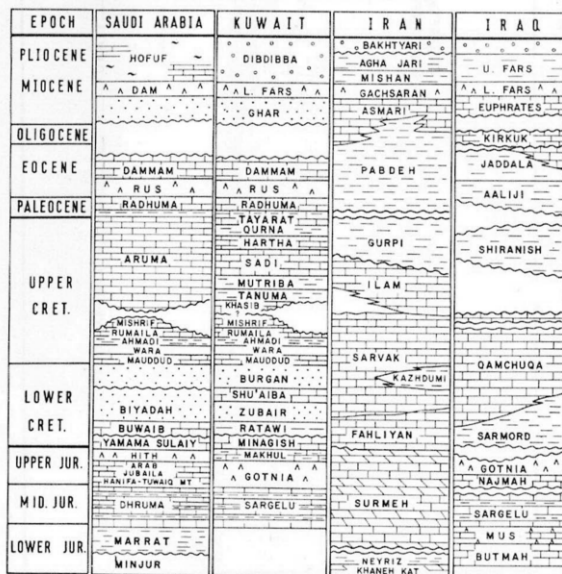 EPOCH
SAUDI ARABIA
KUWAIT
IRAN
IRAQ
PLIOCENE
MIOCENE
OLIGOCENE
EOCENE
PALEOCENE
UPPER
CRET.
LOWER
CRET.
UPPER JUR.
MID. JUR.
LOWER JUR.
HOFUF
DAM
DAMMAM
RUS
RADHUMA
ARUMA
MISHRIF
RUMAILA
AHMADI
WARA
MAUDDUD
BIYADAH
BUWAIB
YAMAMA SULAIY
HITH
ARAB
JUBAILA
HANIFA-TUWAIQ MT.
DHRUMA
MARRAT
MINJUR
DIBDIBBA
L. FARS
GHAR
DAMMAM
RUS
RADHUMA
TAYARAT
QURNA
HARTHA
SADI
MUTRIBA
TANUMA
KHASIB
?
MISHRIF
RUMAILA
AHMADI
WARA
MAUDDUD
BURGAN
SHU'AIBA
ZUBAIR
RATAWI
MINAGISH
MAKHUL
GOTNIA
SARGELU
BAKHTYARI
AGHA JARI
MISHAN
GACHSARAN
ASMARI
PABDEH
GURPI
ILAM
SARVAK
KAZHDUMI
FAHLIYAN
SURMEH
NEYRIZ
KHANEH KAT
U. FARS
L. FARS
EUPHRATES
KIRKUK
JADDALA
AALIJI
SHIRANISH
QAMCHUQA
SARMORD
GOTNIA
NAJMAH
SARGELU
MUS
BUTMAH